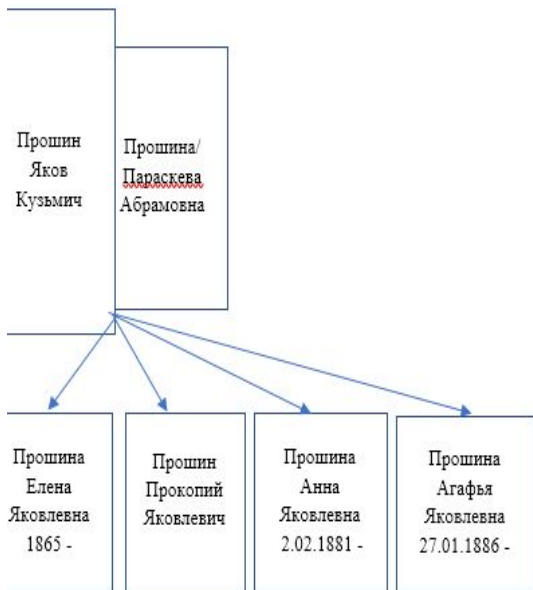 Прошин
Яков
Кузьмич
Прошина/
Параскева
Абрамовна
Прошина
Елена
Яковлевна
1865 -
Прошин
Прокопий
Яковлевич
Прошина
Анна
Яковлевна
2.02.1881 -
Прошина
Агафья
Яковлевна
27.01.1886 -